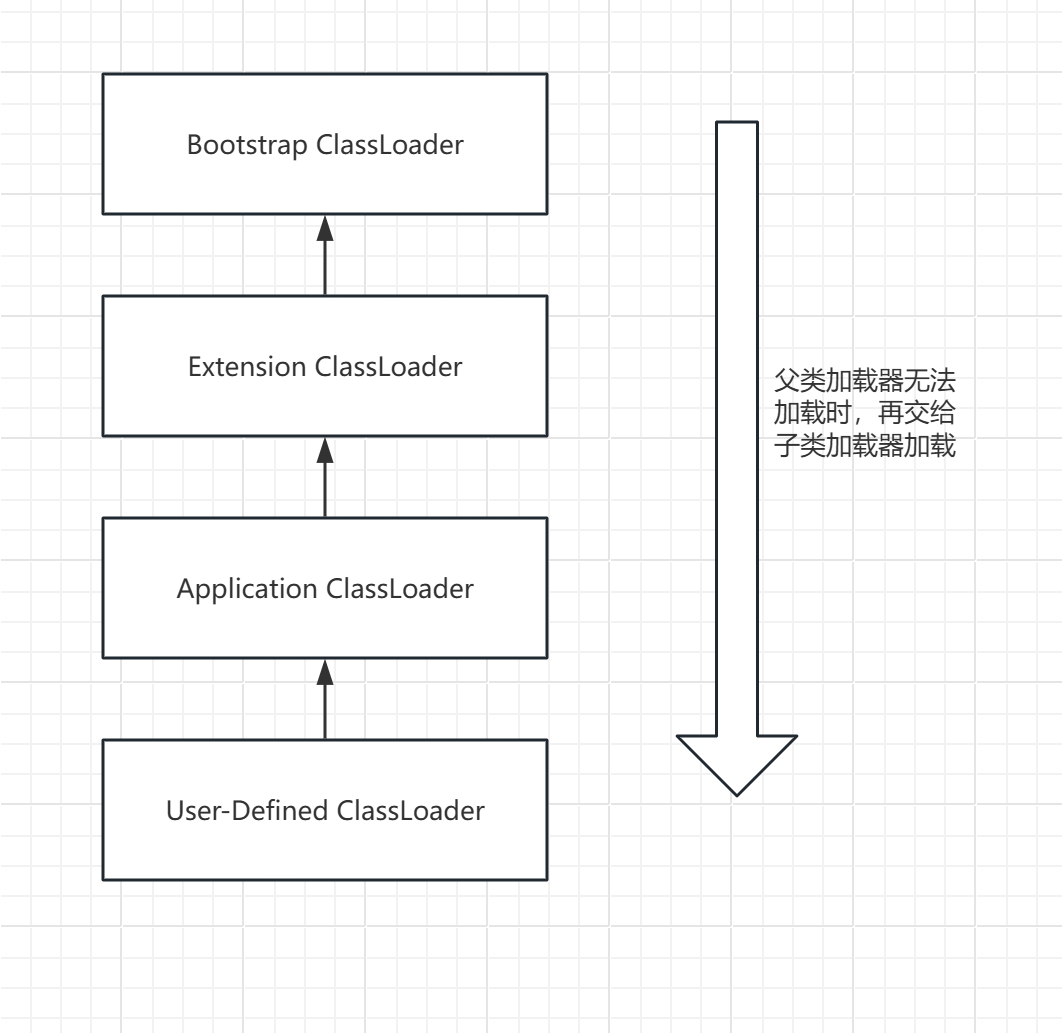 Bootstrap ClassLoader
Extension ClassLoader
父类加载器无法
加载时，再交给
子类加载器加载
Application ClassLoader
User-Defined ClassLoader